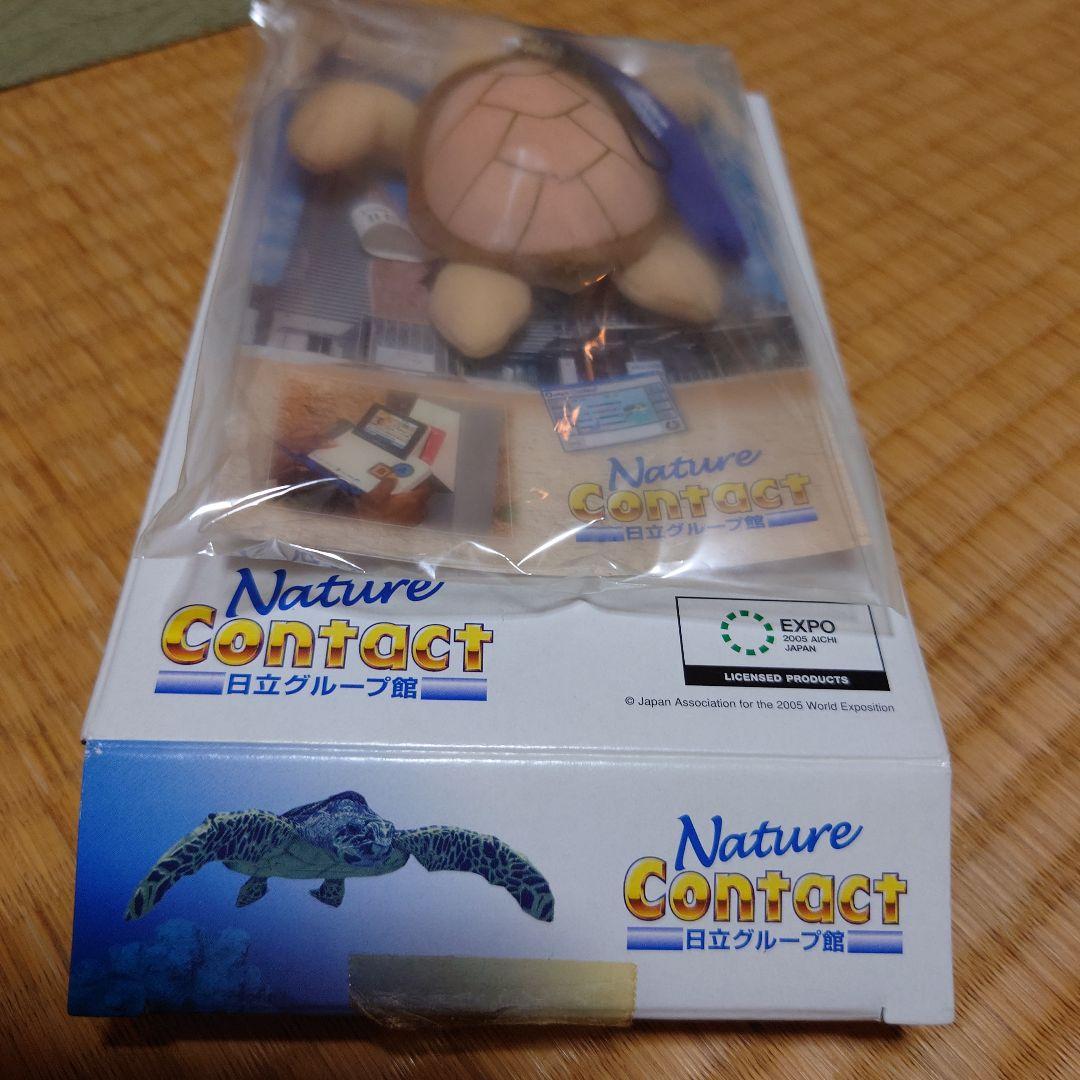 Nature
Contact
日立グループ館
Nature
Contact
日立グループ館
EXPO
2005 AICHI
JAPAN
LICENSED PRODUCTS
© Japan Association for the 2005 World Exposition
Nature
Contact
日立グループ館